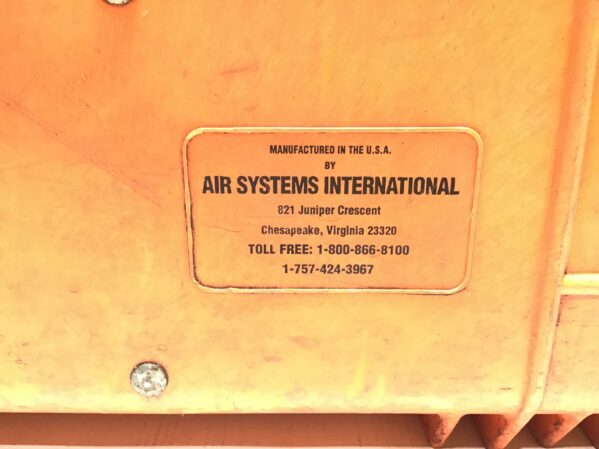 MANUFACTURED IN THE U.S.A.
BY
AIR SYSTEMS INTERNATIONAL
821 Juniper Crescent
Chesapeake, Virginia 23320
TOLL FREE: 1-800-866-8100
1-757-424-3967